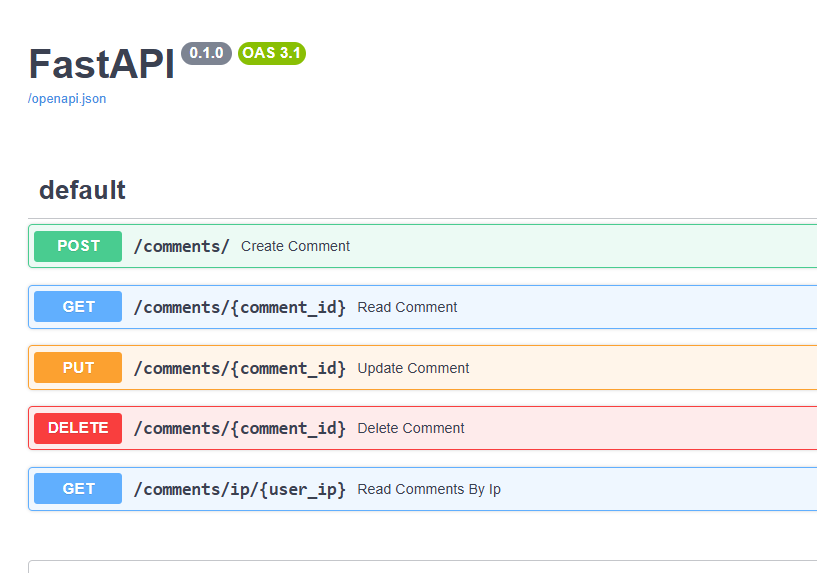 FastAPI 0.1.0 OAS 3.1
/openapi.json
default
POST /comments/ Create Comment
GET /comments/{comment_id} Read Comment
PUT /comments/{comment_id} Update Comment
DELETE /comments/{comment_id} Delete Comment
GET /comments/ip/{user_ip} Read Comments By Ip